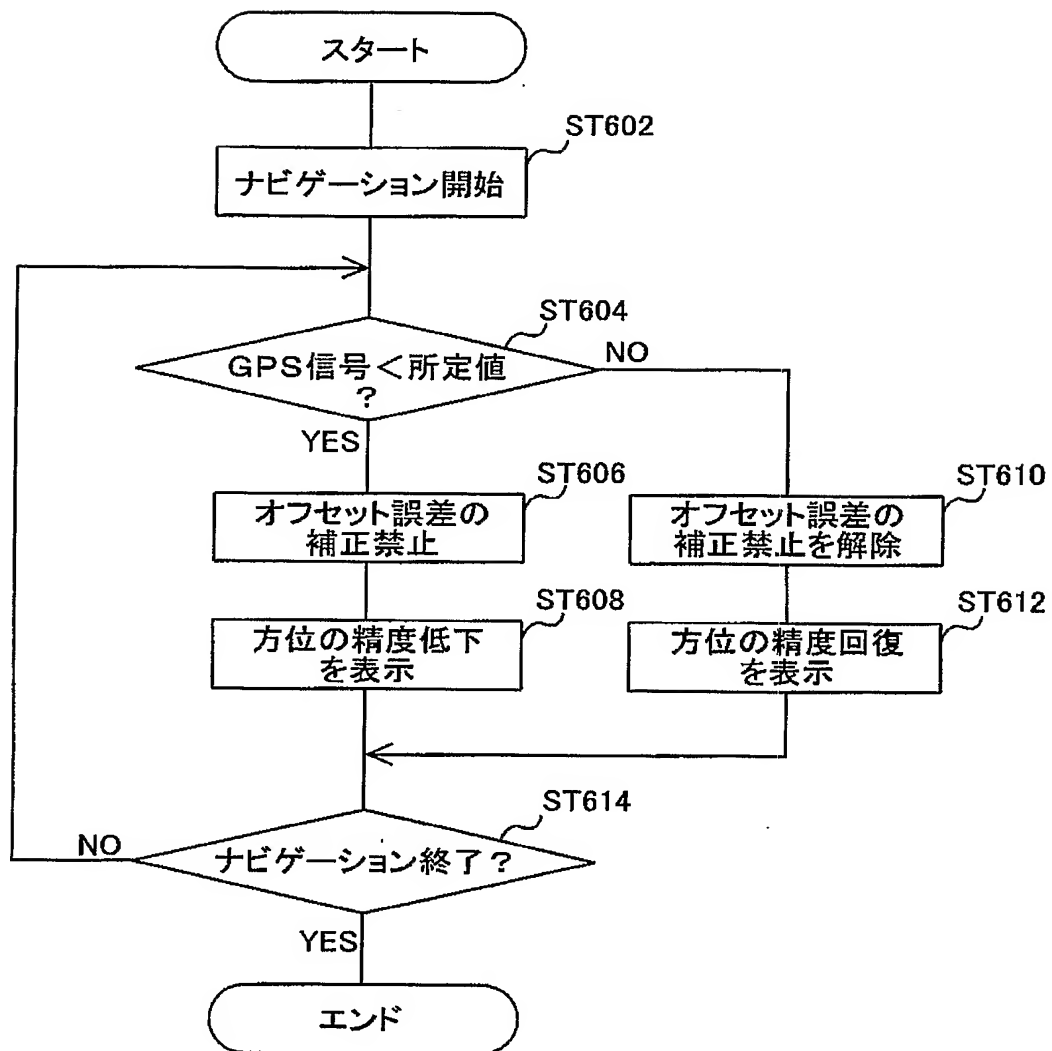 スタート
ST602
ナビゲーション開始
ST604
GPS信号<所定値
?
NO
YES
ST606
オフセット誤差の
補正禁止
ST610
オフセット誤差の
補正禁止を解除
ST608
方位の精度低下
を表示
ST612
方位の精度回復
を表示
ST614
ナビゲーション終了?
NO
YES
エンド